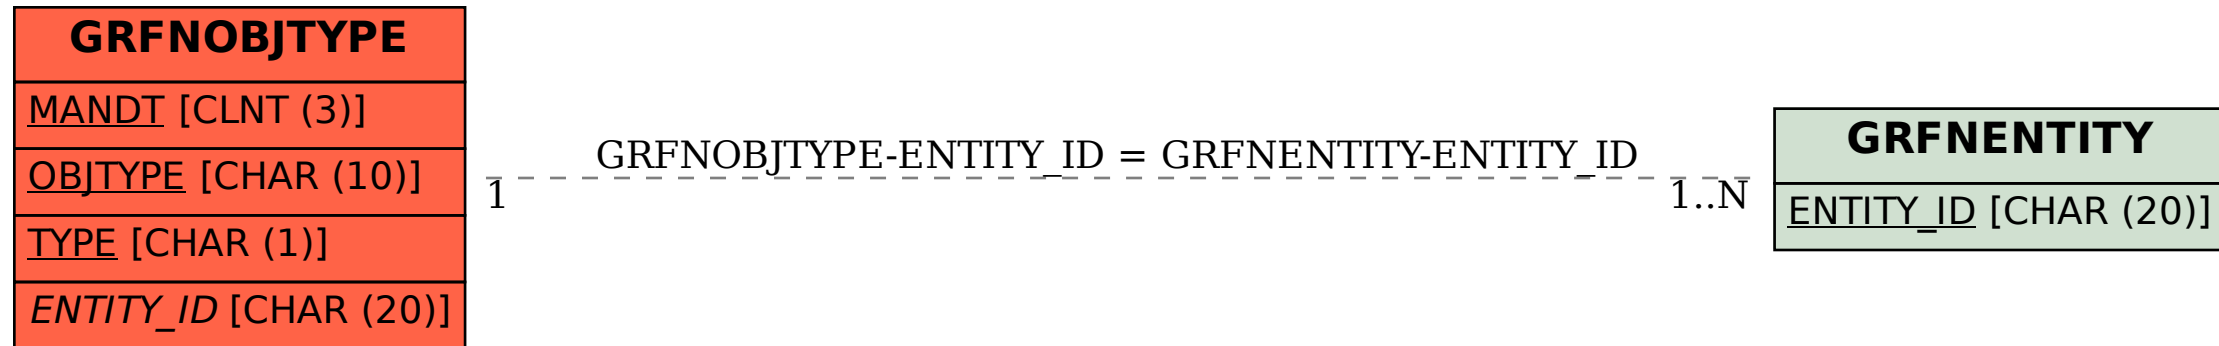 GRFNOBJTYPE
MANDT [CLNT (3)]
OBJTYPE [CHAR (10)]
TYPE [CHAR (1)]
ENTITY_ID [CHAR (20)]
GRFNOBJTYPE-ENTITY_ID = GRFNENTITY-ENTITY_ID
1
1..N
GRFNENTITY
ENTITY_ID [CHAR (20)]